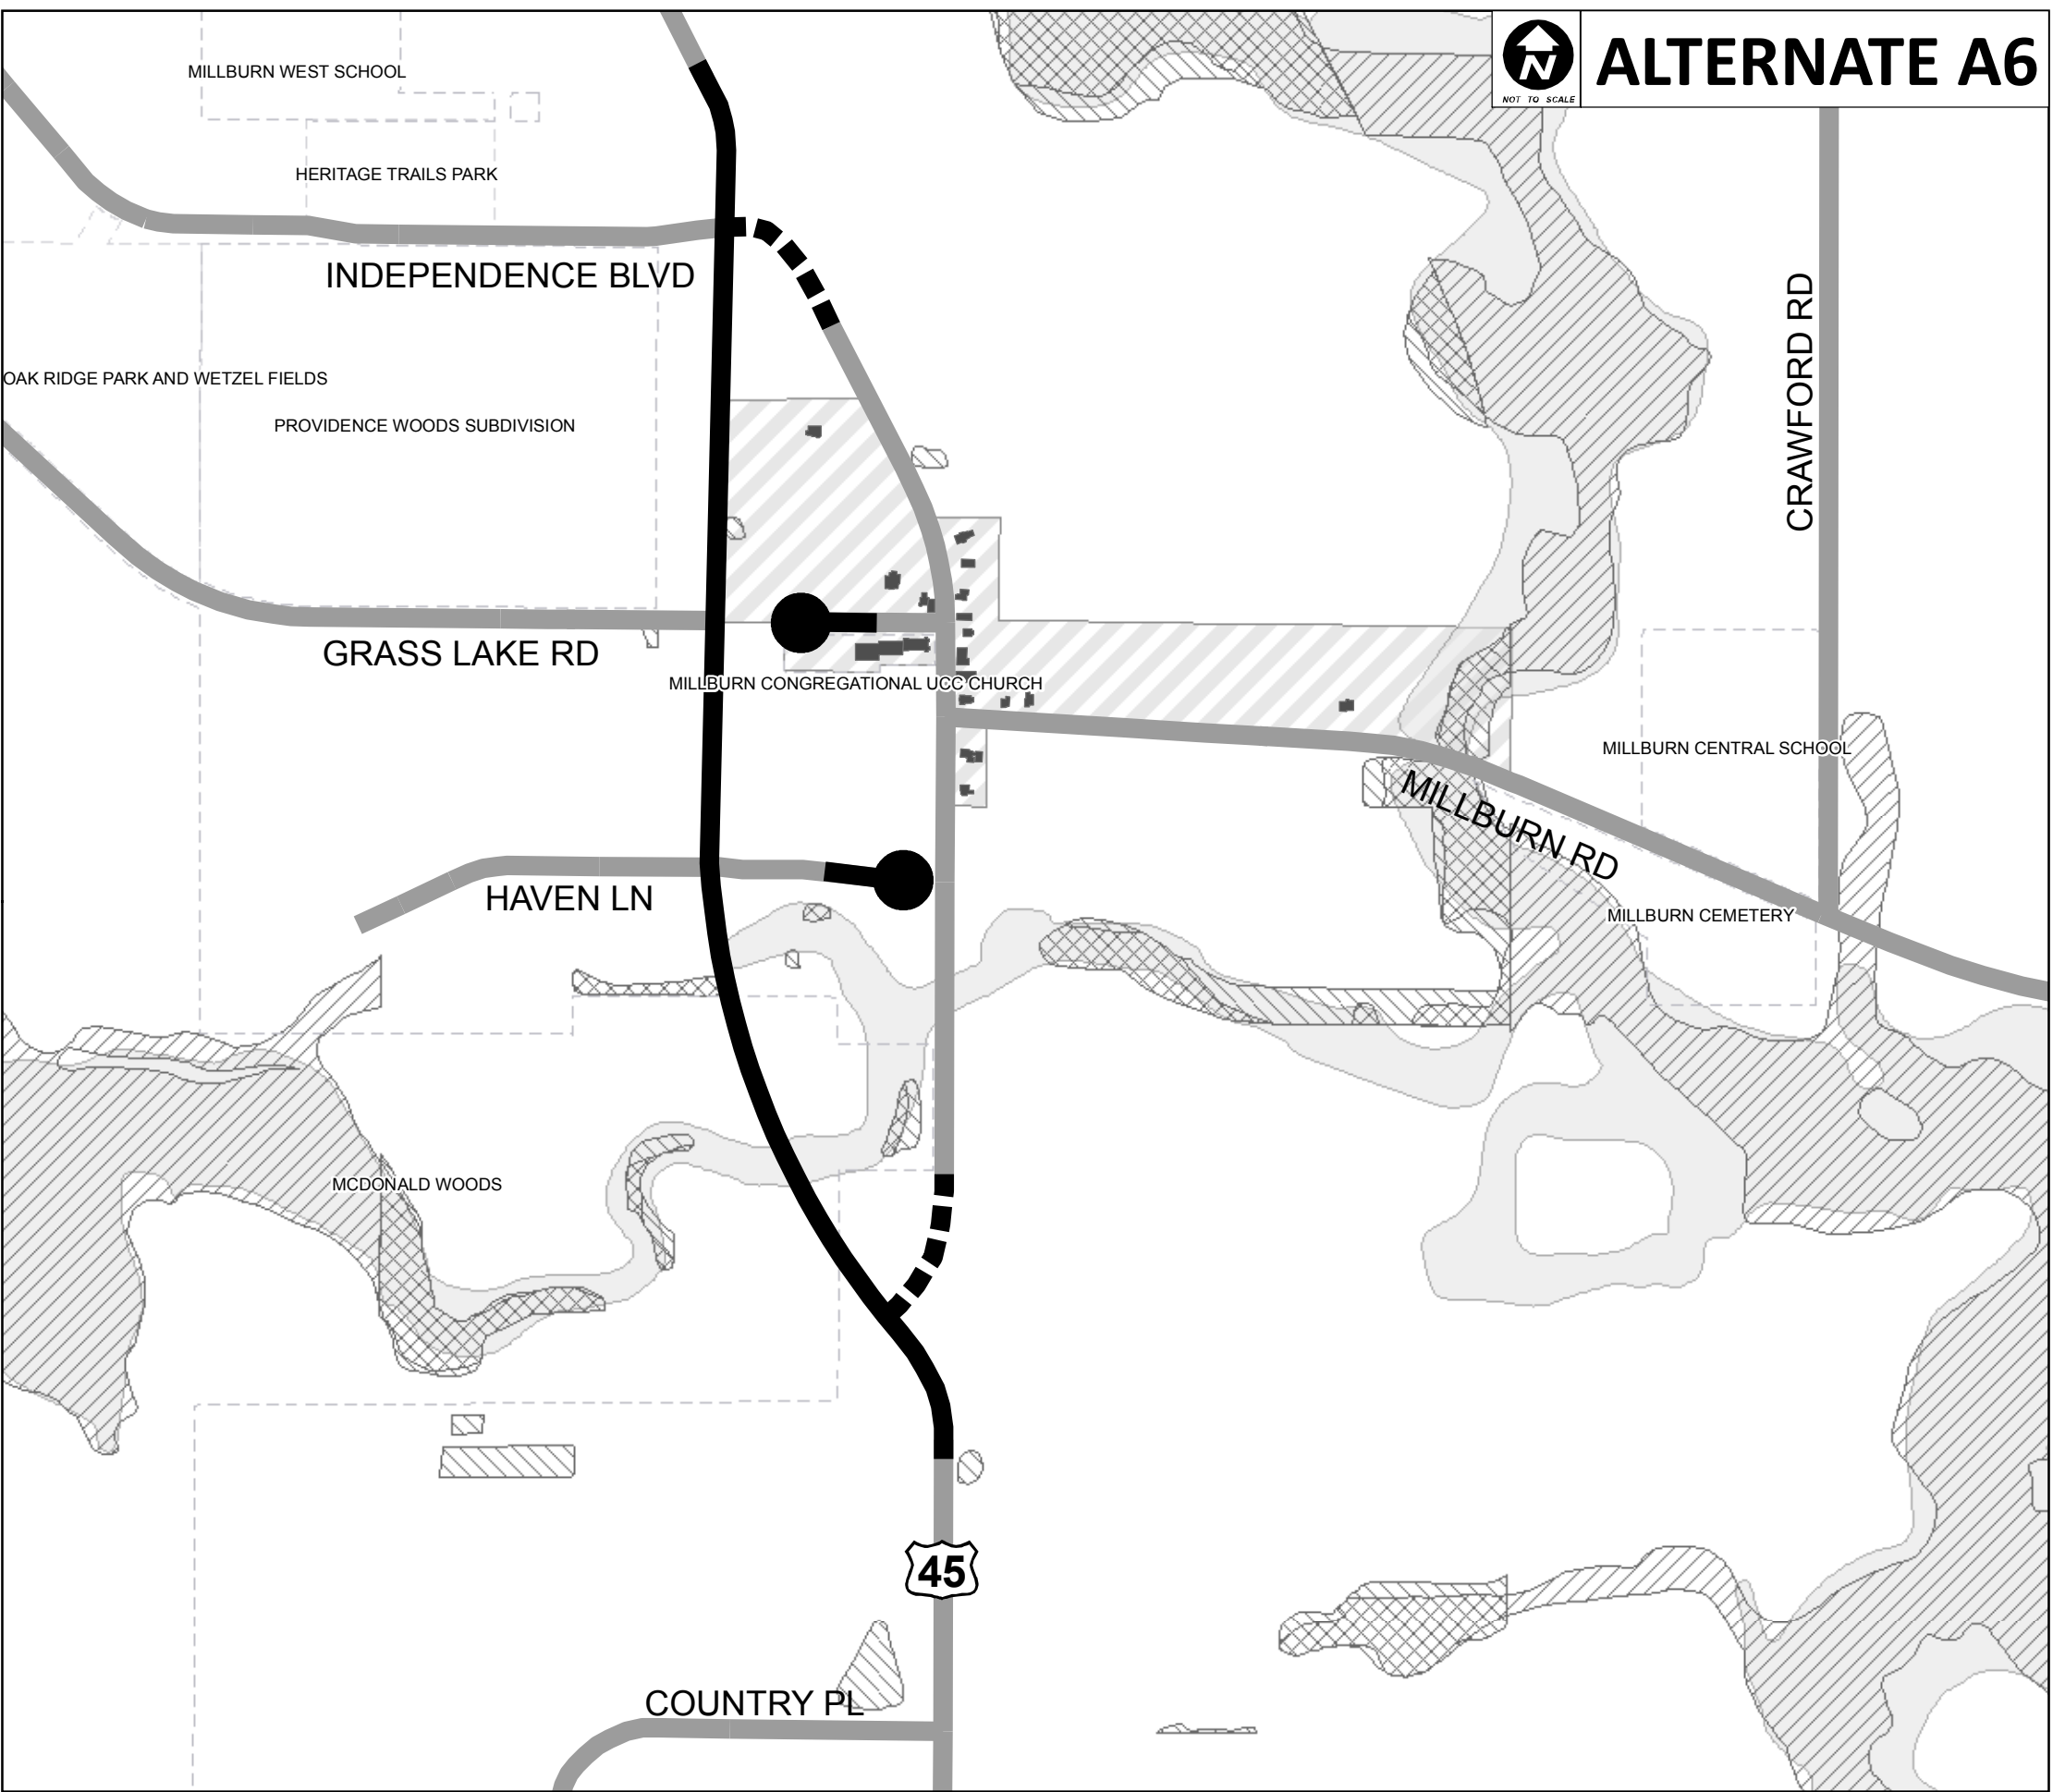 ALTERNATE A6
N
NOT TO SCALE
MILLBURN WEST SCHOOL
HERITAGE TRAILS PARK
INDEPENDENCE BLVD
CRAWFORD RD
OAK RIDGE PARK AND WETZEL FIELDS
PROVIDENCE WOODS SUBDIVISION
GRASS LAKE RD
MILLBURN CONGREGATIONAL UCC CHURCH
MILLBURN CENTRAL SCHOOL
MILLBURN RD
HAVEN LN
MILLBURN CEMETERY
MCDONALD WOODS
45
COUNTRY PL